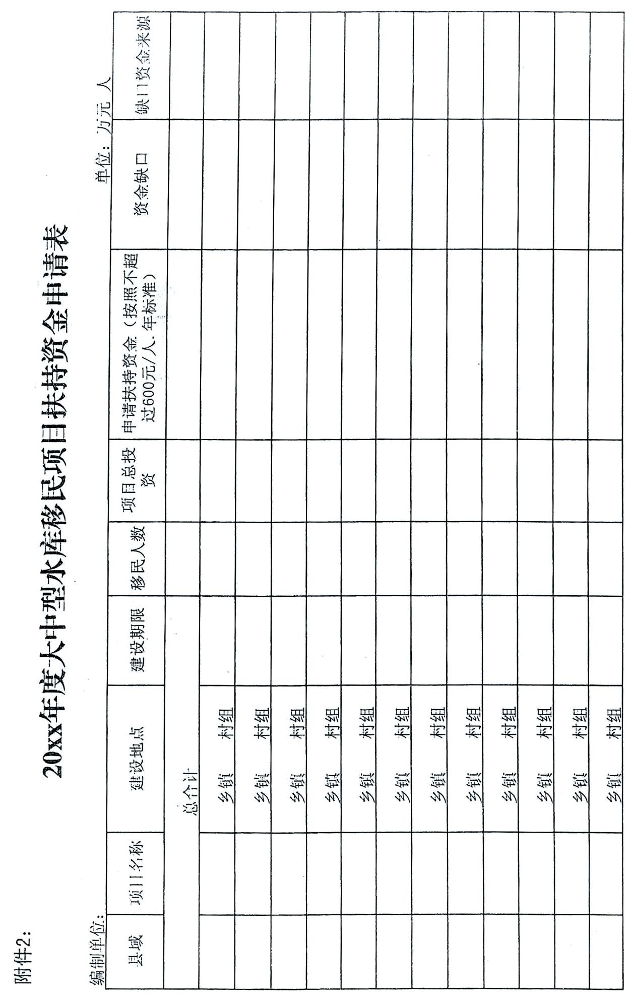 附件2：
20xx年度大中型水库移民项目扶持资金申请表
编制单位：
单位：万元 人
县域 项目名称 建设地点 建设期限 移民人数 项目总投资 申请扶持资金（按照不超过600元/人.年标准） 资金缺口 缺口资金来源
总合计
乡镇 村组
乡镇 村组
乡镇 村组
乡镇 村组
乡镇 村组
乡镇 村组
乡镇 村组
乡镇 村组
乡镇 村组
乡镇 村组
乡镇 村组
乡镇 村组